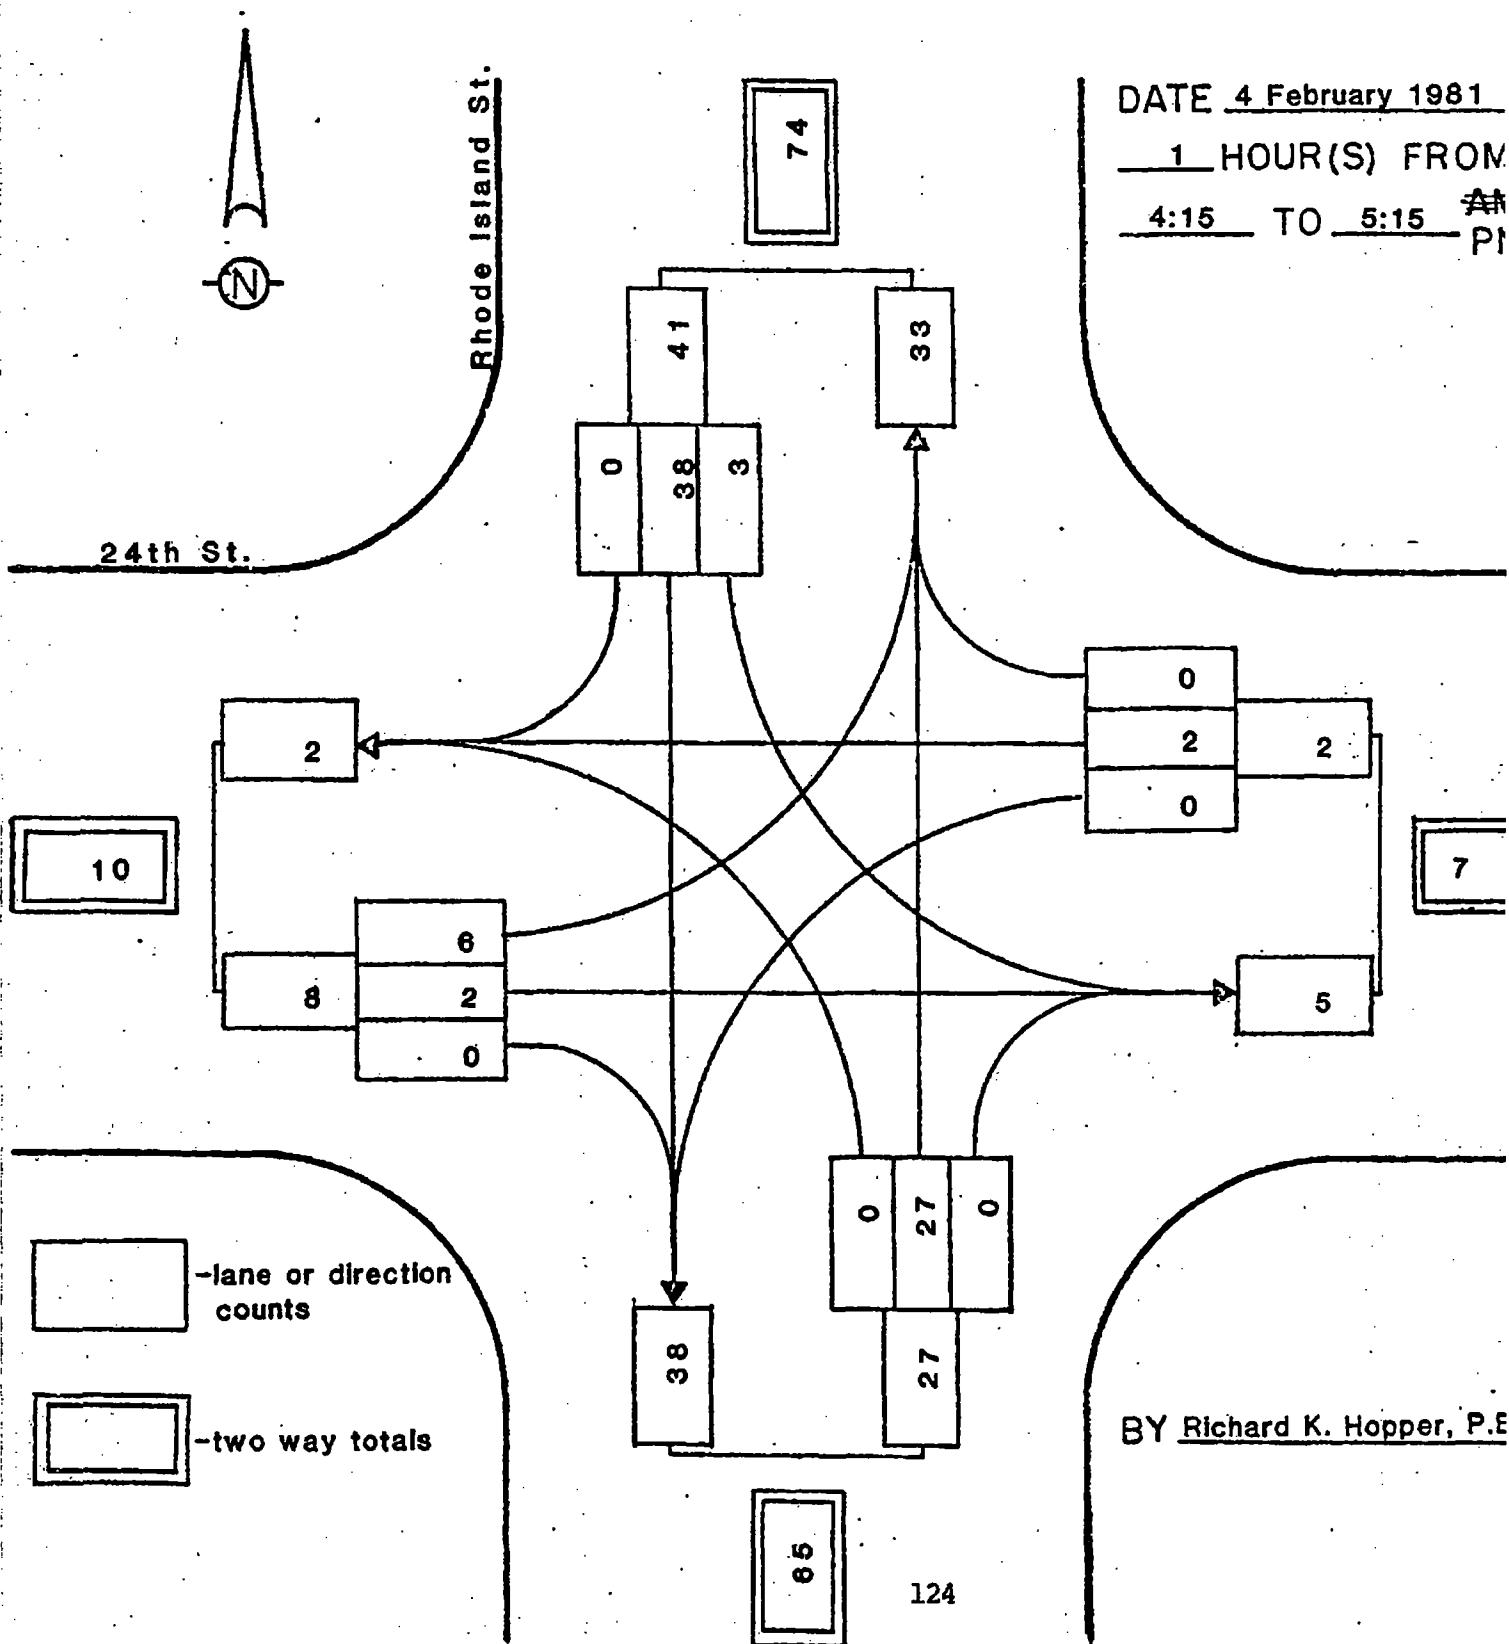 DATE 4 February 1981
1 HOUR(S) FROM
4:15 TO 5:15
Rhode Island St.
74
N
41
33
0 38 3
24th St.
0
2
2
0
2
10
7
6
8
2
0
5
0 27 0
-lane or direction
counts
38
27
-two way totals
BY Richard K. Hopper,
65
124